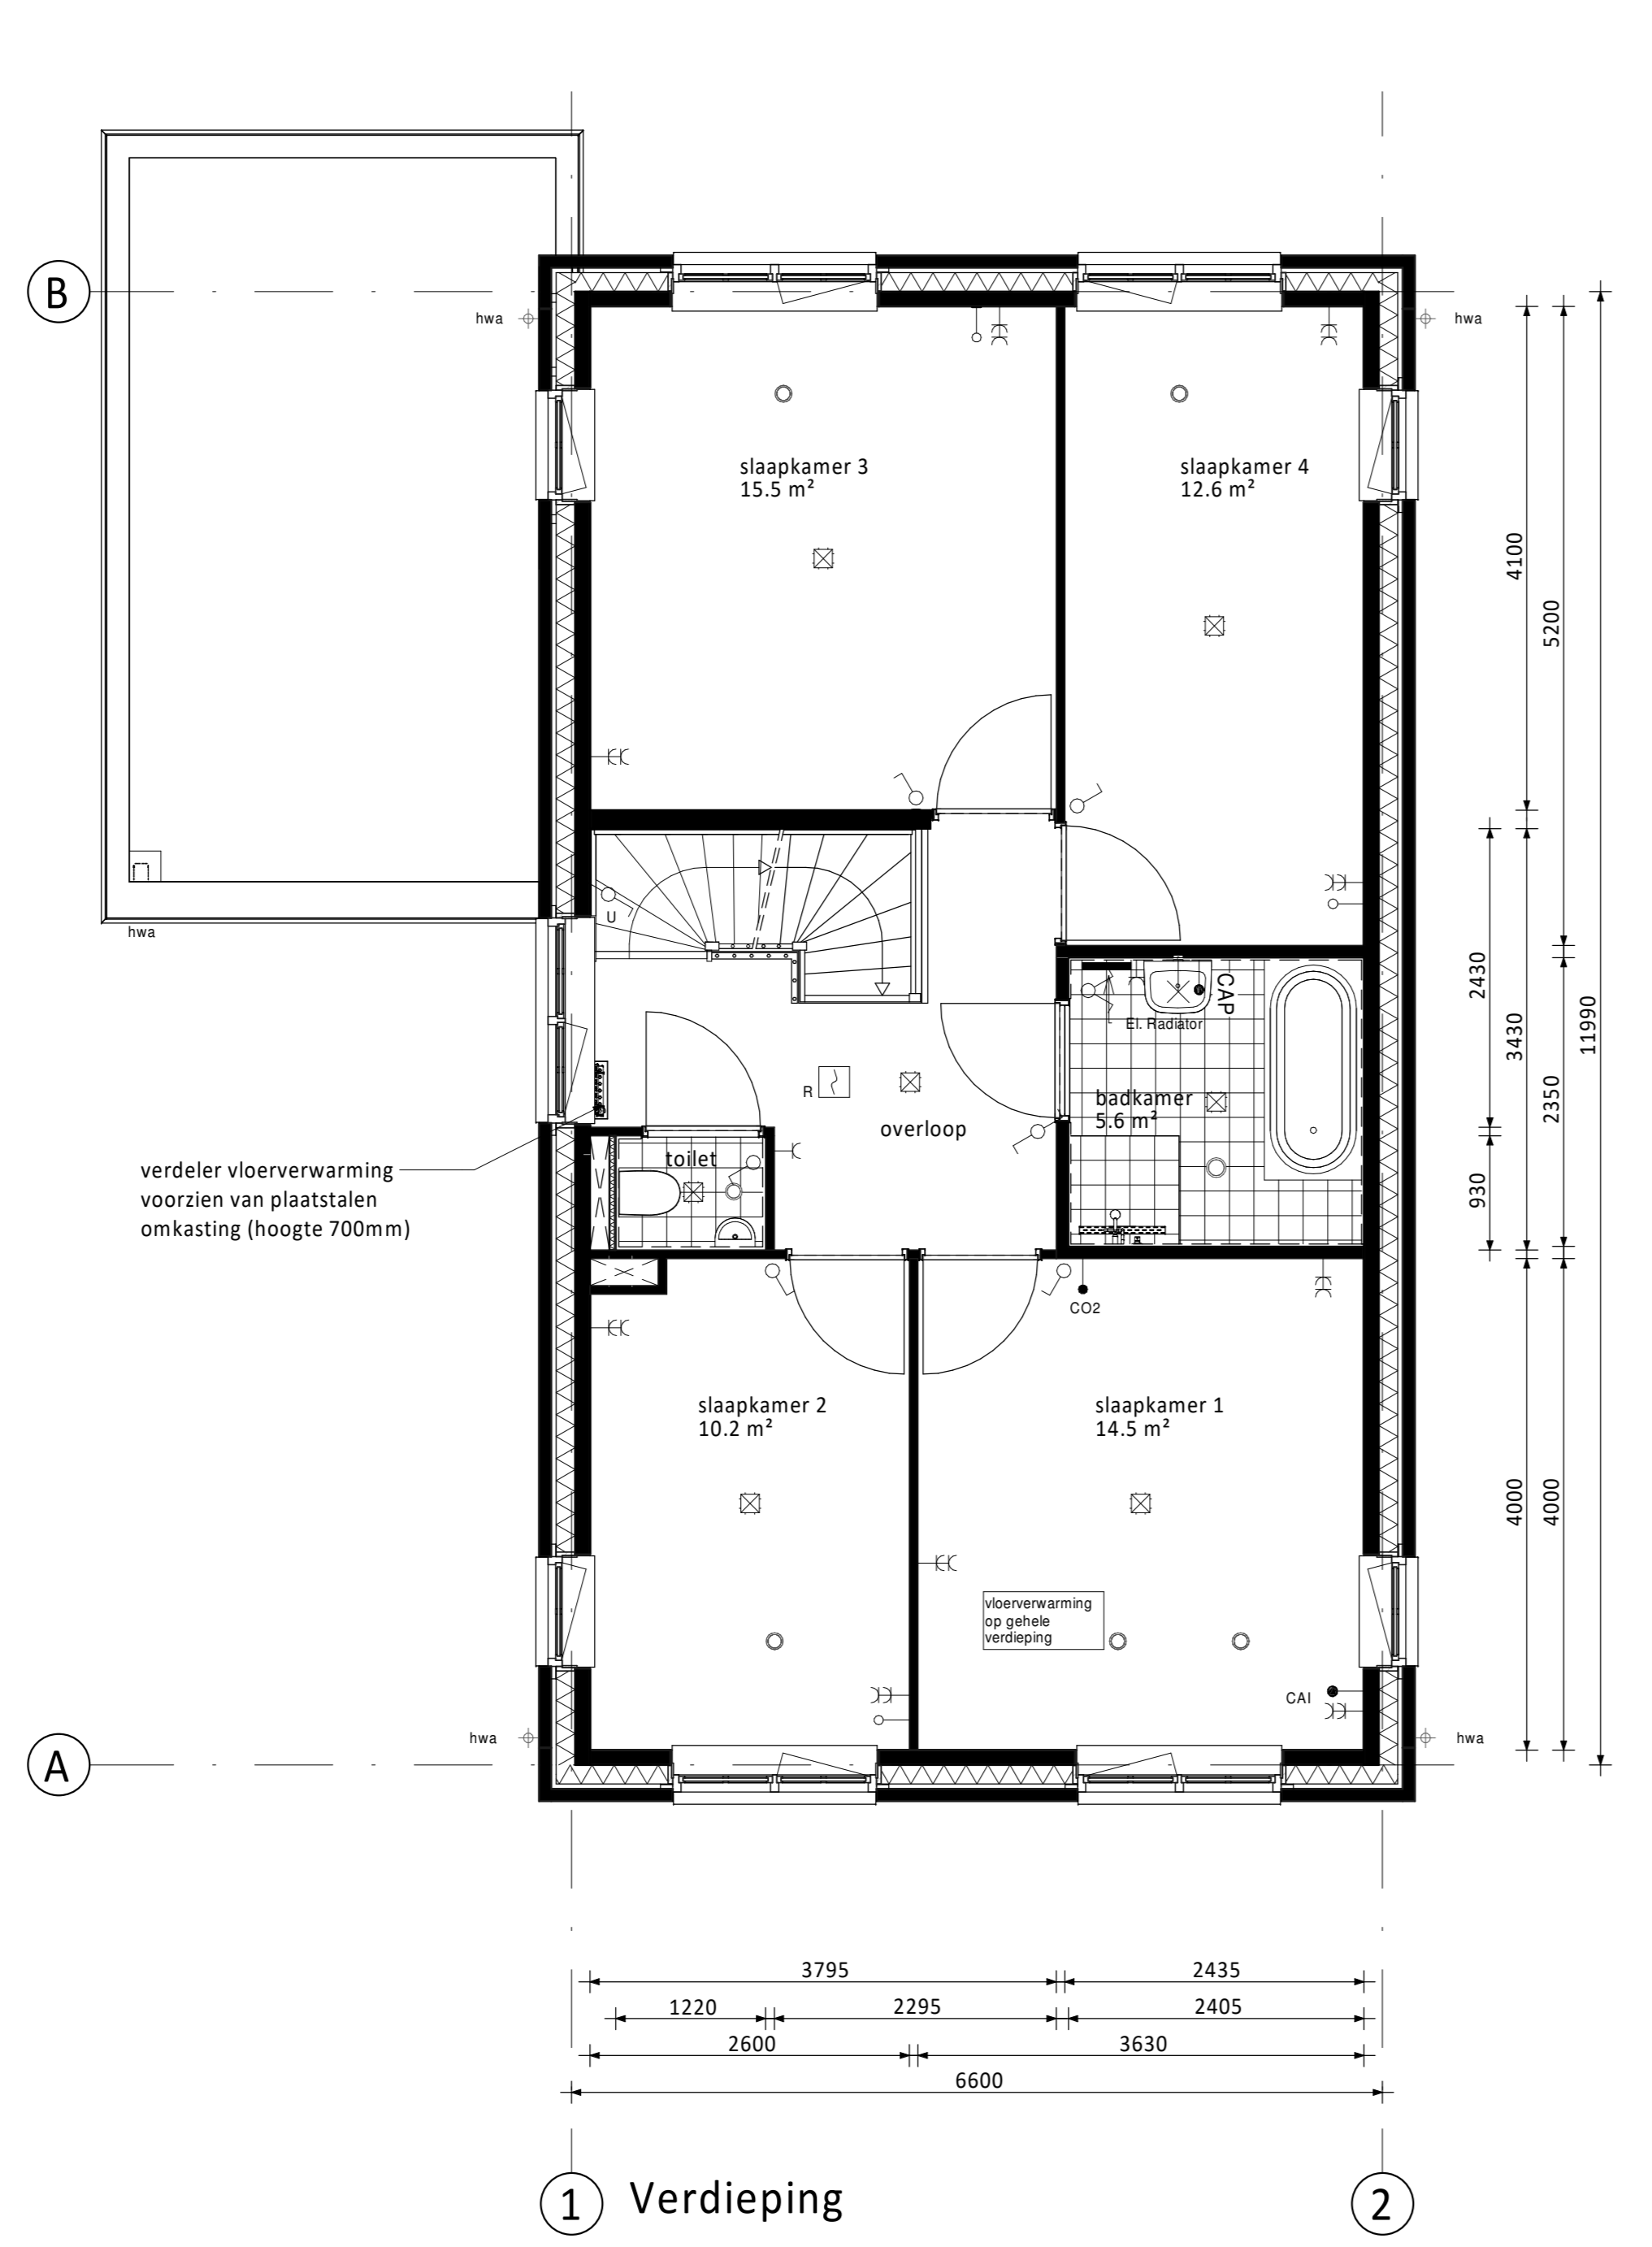 B
hwa
hwa
slaapkamer 3
15.5 m²
slaapkamer 4
12.6 m²
4100
5200
U
hwa
CAP
El. Radiator
2430
3430
11990
2350
R
badkamer
5.6 m²
overloop
toilet
verdeler vloerverwarming
voorzien van plaatstalen
omkasting (hoogte 700mm)
930
CO2
slaapkamer 2
10.2 m²
slaapkamer 1
14.5 m²
4000
4000
vloerverwarming
op gehele
verdieping
CAI
hwa
hwa
A
3795
2435
1220
2295
2405
2600
3630
6600
1
Verdieping
2